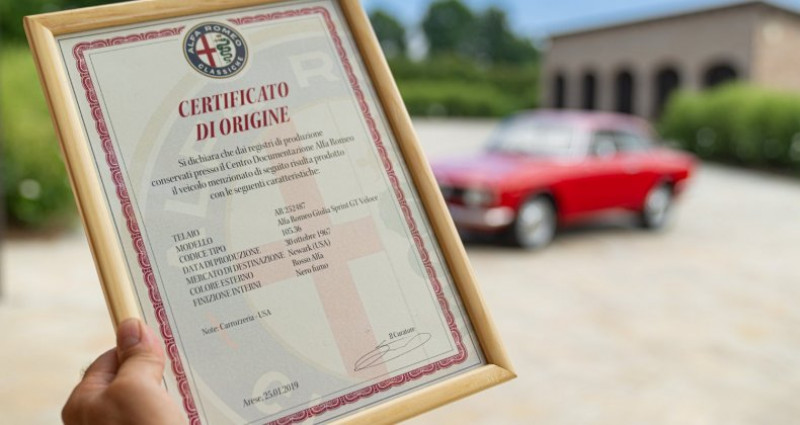 ALFA ROMEO
CLASSICHE
CERTIFICATO
DI ORIGINE
Si dichiara che dai registri di produzione
conservati presso il Centro Documentazione Alfa Romeo
il veicolo menzionato di seguito risulta prodotto
con le seguenti caratteristiche:
TELAIO AR 252487
MODELLO Alfa Romeo Giulia Sprint GT Veloce
CODICE TIPO 105.36
DATA DI PRODUZIONE 30 ottobre 1967
MERCATO DI DESTINAZIONE Newark (USA)
COLORE ESTERNO Rosso Alfa
FINIZIONE INTERNI Nero fumo
Note: Carrozzeria - USA
Il Curatore
Arese, 25.01.2019